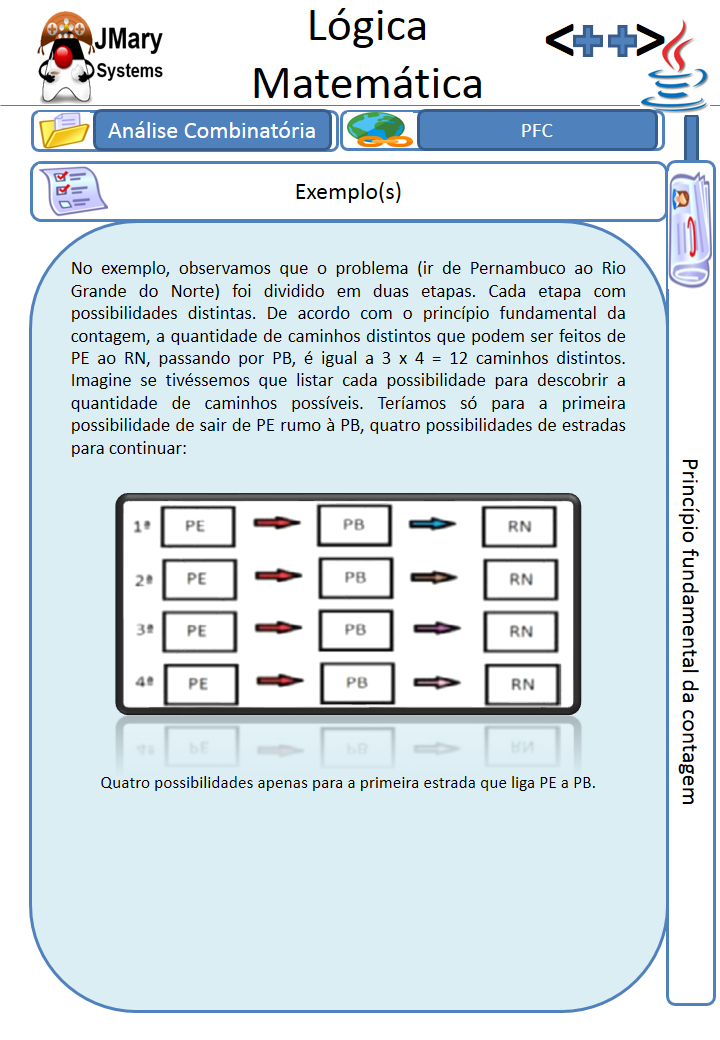 JMary
Systems
Lógica
Matemática
<++>
Análise Combinatória
PFC
Exemplo(s)
No exemplo, observamos que o problema (ir de Pernambuco ao Rio
Grande do Norte) foi dividido em duas etapas. Cada etapa com
possibilidades distintas. De acordo com o princípio fundamental da
contagem, a quantidade de caminhos distintos que podem ser feitos de
PE ao RN, passando por PB, é igual a 3 x 4 = 12 caminhos distintos.
Imagine se tivéssemos que listar cada possibilidade para descobrir a
quantidade de caminhos possíveis. Teríamos só para a primeira
possibilidade de sair de PE rumo à PB, quatro possibilidades de estradas
para continuar:
1ª PE PB RN
2ª PE PB RN
3ª PE PB RN
4ª PE PB RN
Quatro possibilidades apenas para a primeira estrada que liga PE a PB.
Princípio fundamental da contagem